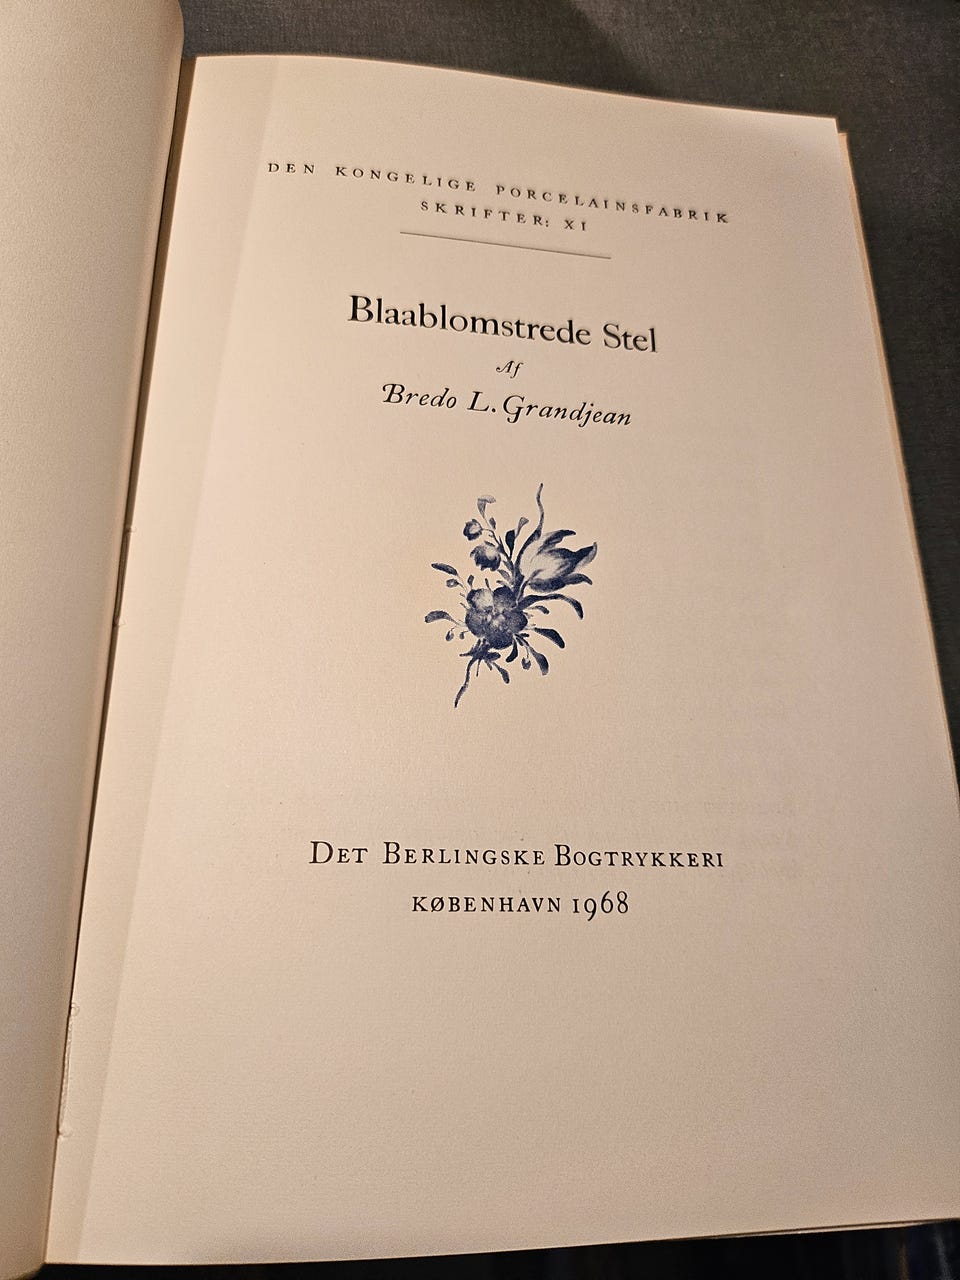 DEN KONGELIGE PORCELAINSFABRIK
SKRIFTER: XI
Blaablomstrede Stel
Af
Bredo L. Grandjean
DET BERLINGSKE BOGTRYKKERI
KØBENHAVN 1968